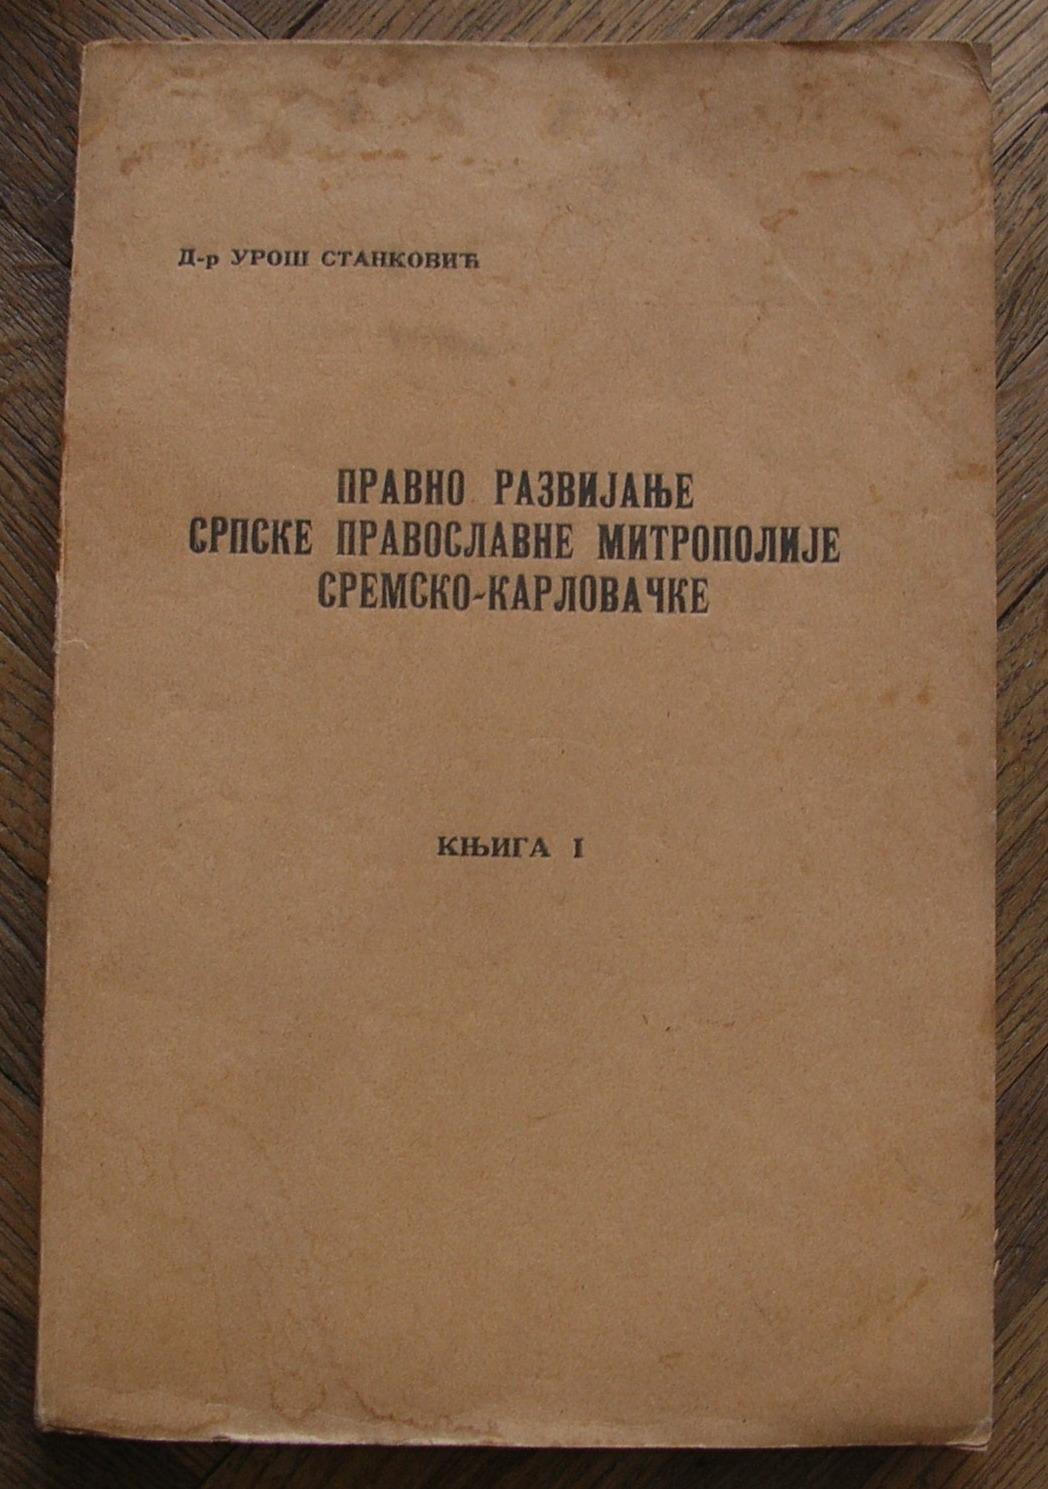 Д-р УРОШ СТАНКОВИЋ
ПРАВНО РАЗВИЈАЊЕ
СРПСКЕ ПРАВОСЛАВНЕ МИТРОПОЛИЈЕ
СРЕМСКО-КАРЛОВАЧКЕ
КЊИГА I